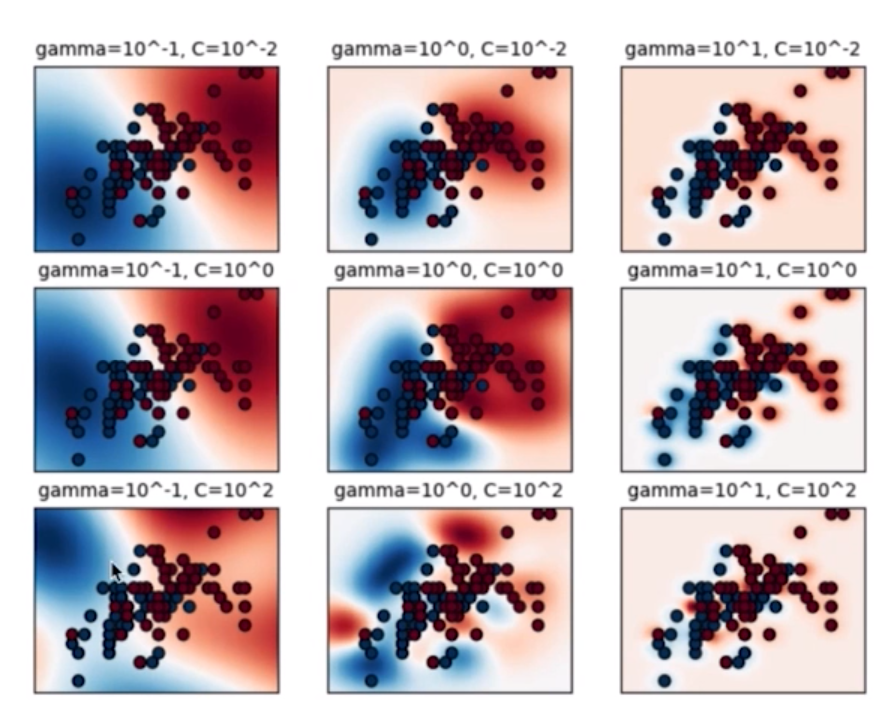 gamma=10^-1, C=10^-2
gamma=10^0, C=10^-2
gamma=10^1, C=10^-2
gamma=10^-1, C=10^0
gamma=10^0, C=10^0
gamma=10^1, C=10^0
gamma=10^-1, C=10^2
gamma=10^0, C=10^2
gamma=10^1, C=10^2